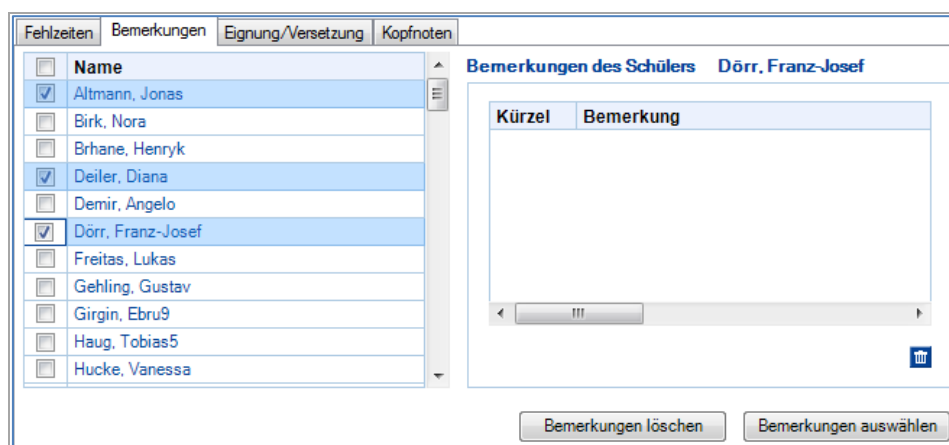 Fehlzeiten Bemerkungen Eignung/Versetzung Kopfnoten
Name
Altmann, Jonas
Birk, Nora
Brhane, Henryk
Deiler, Diana
Demir, Angelo
Dörr, Franz-Josef
Freitas, Lukas
Gehling, Gustav
Girgin, Ebru9
Haug, Tobias5
Hucke, Vanessa
Bemerkungen des Schülers Dörr, Franz-Josef
Kürzel Bemerkung
Bemerkungen löschen Bemerkungen auswählen